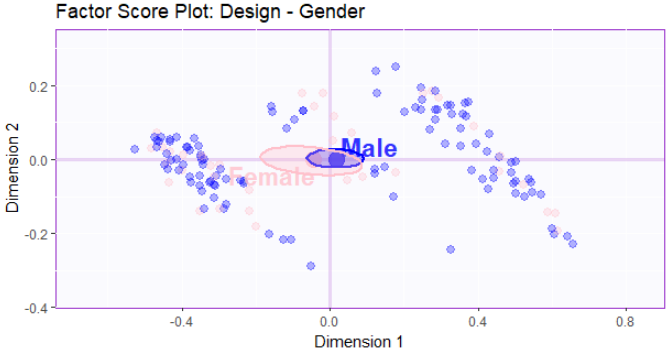 Factor Score Plot: Design - Gender
Dimension 2
0.2
0.0
-0.2
-0.4
Male
Female
-0.4
0.0
0.4
0.8
Dimension 1